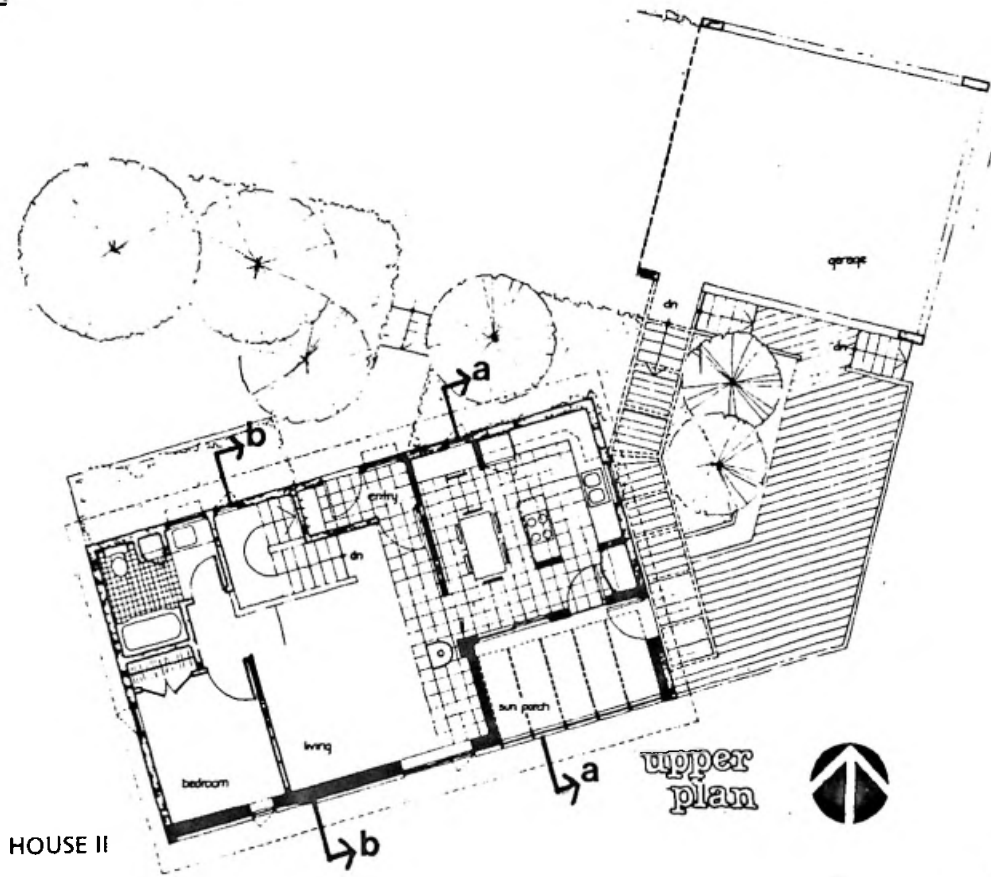 garage
dn
dn
a
b
entry
dn
sun porch
living
bedroom
a
b
upper
plan
HOUSE II